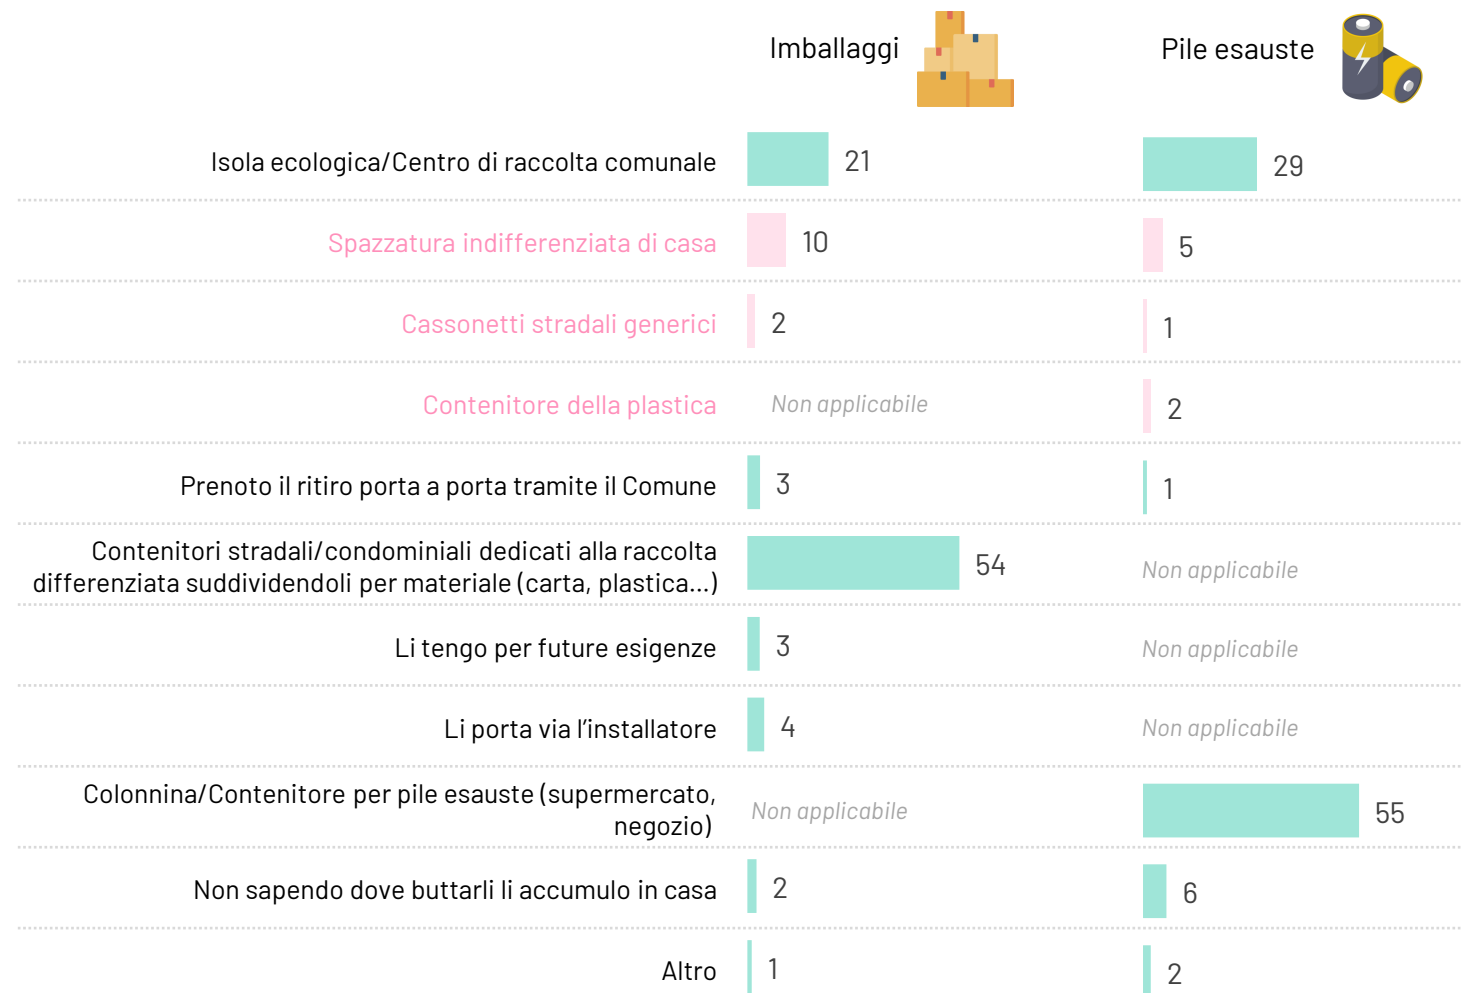 Imballaggi
Pile esauste
Isola ecologica/Centro di raccolta comunale
21
29
Spazzatura indifferenziata di casa
10
5
Cassonetti stradali generici
2
1
Contenitore della plastica
Non applicabile
2
Prenoto il ritiro porta a porta tramite il Comune
3
1
Contenitori stradali/condominiali dedicati alla raccolta
differenziata suddividendoli per materiale (carta, plastica...)
54
Non applicabile
Li tengo per future esigenze
3
Non applicabile
Li porta via l'installatore
4
Non applicabile
Colonnina/Contenitore per pile esauste (supermercato,
negozio)
Non applicabile
55
Non sapendo dove buttarli li accumulo in casa
2
6
Altro
1
2